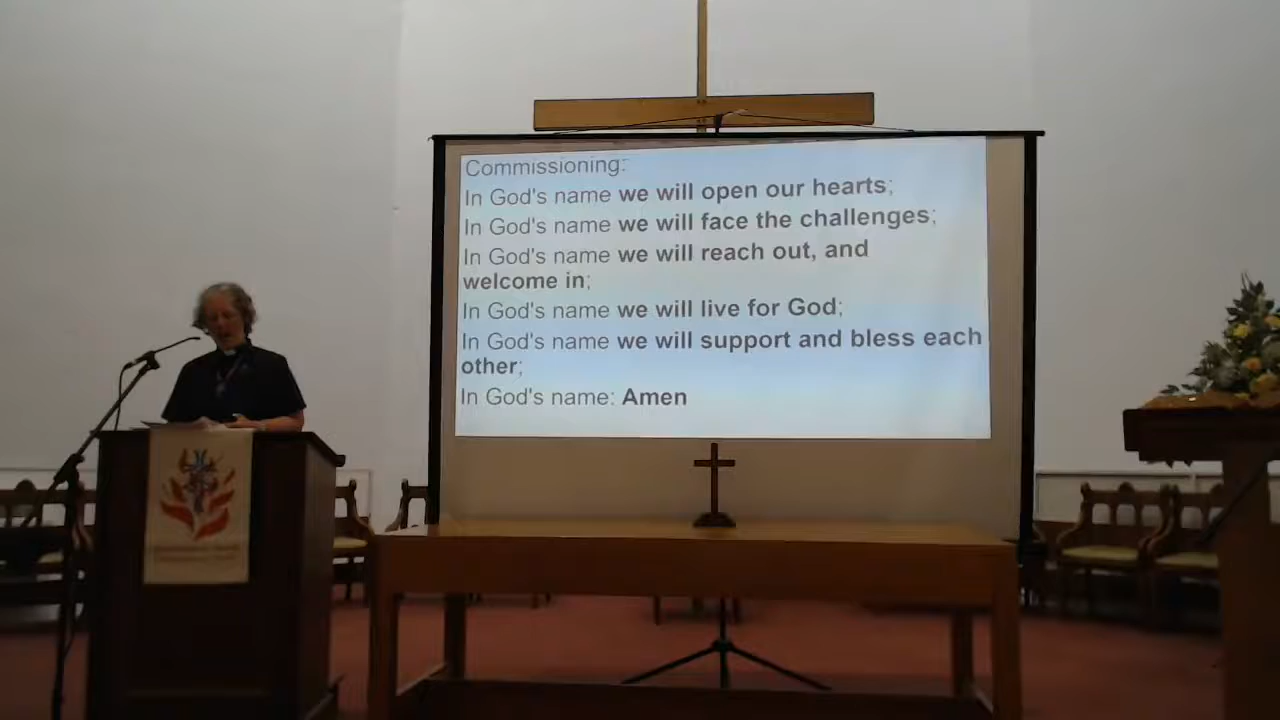 Commissioning:
In God's name we will open our hearts;
In God's name we will face the challenges;
In God's name we will reach out, and
welcome in;
In God's name we will live for God;
In God's name we will support and bless each
other;
In God's name: Amen